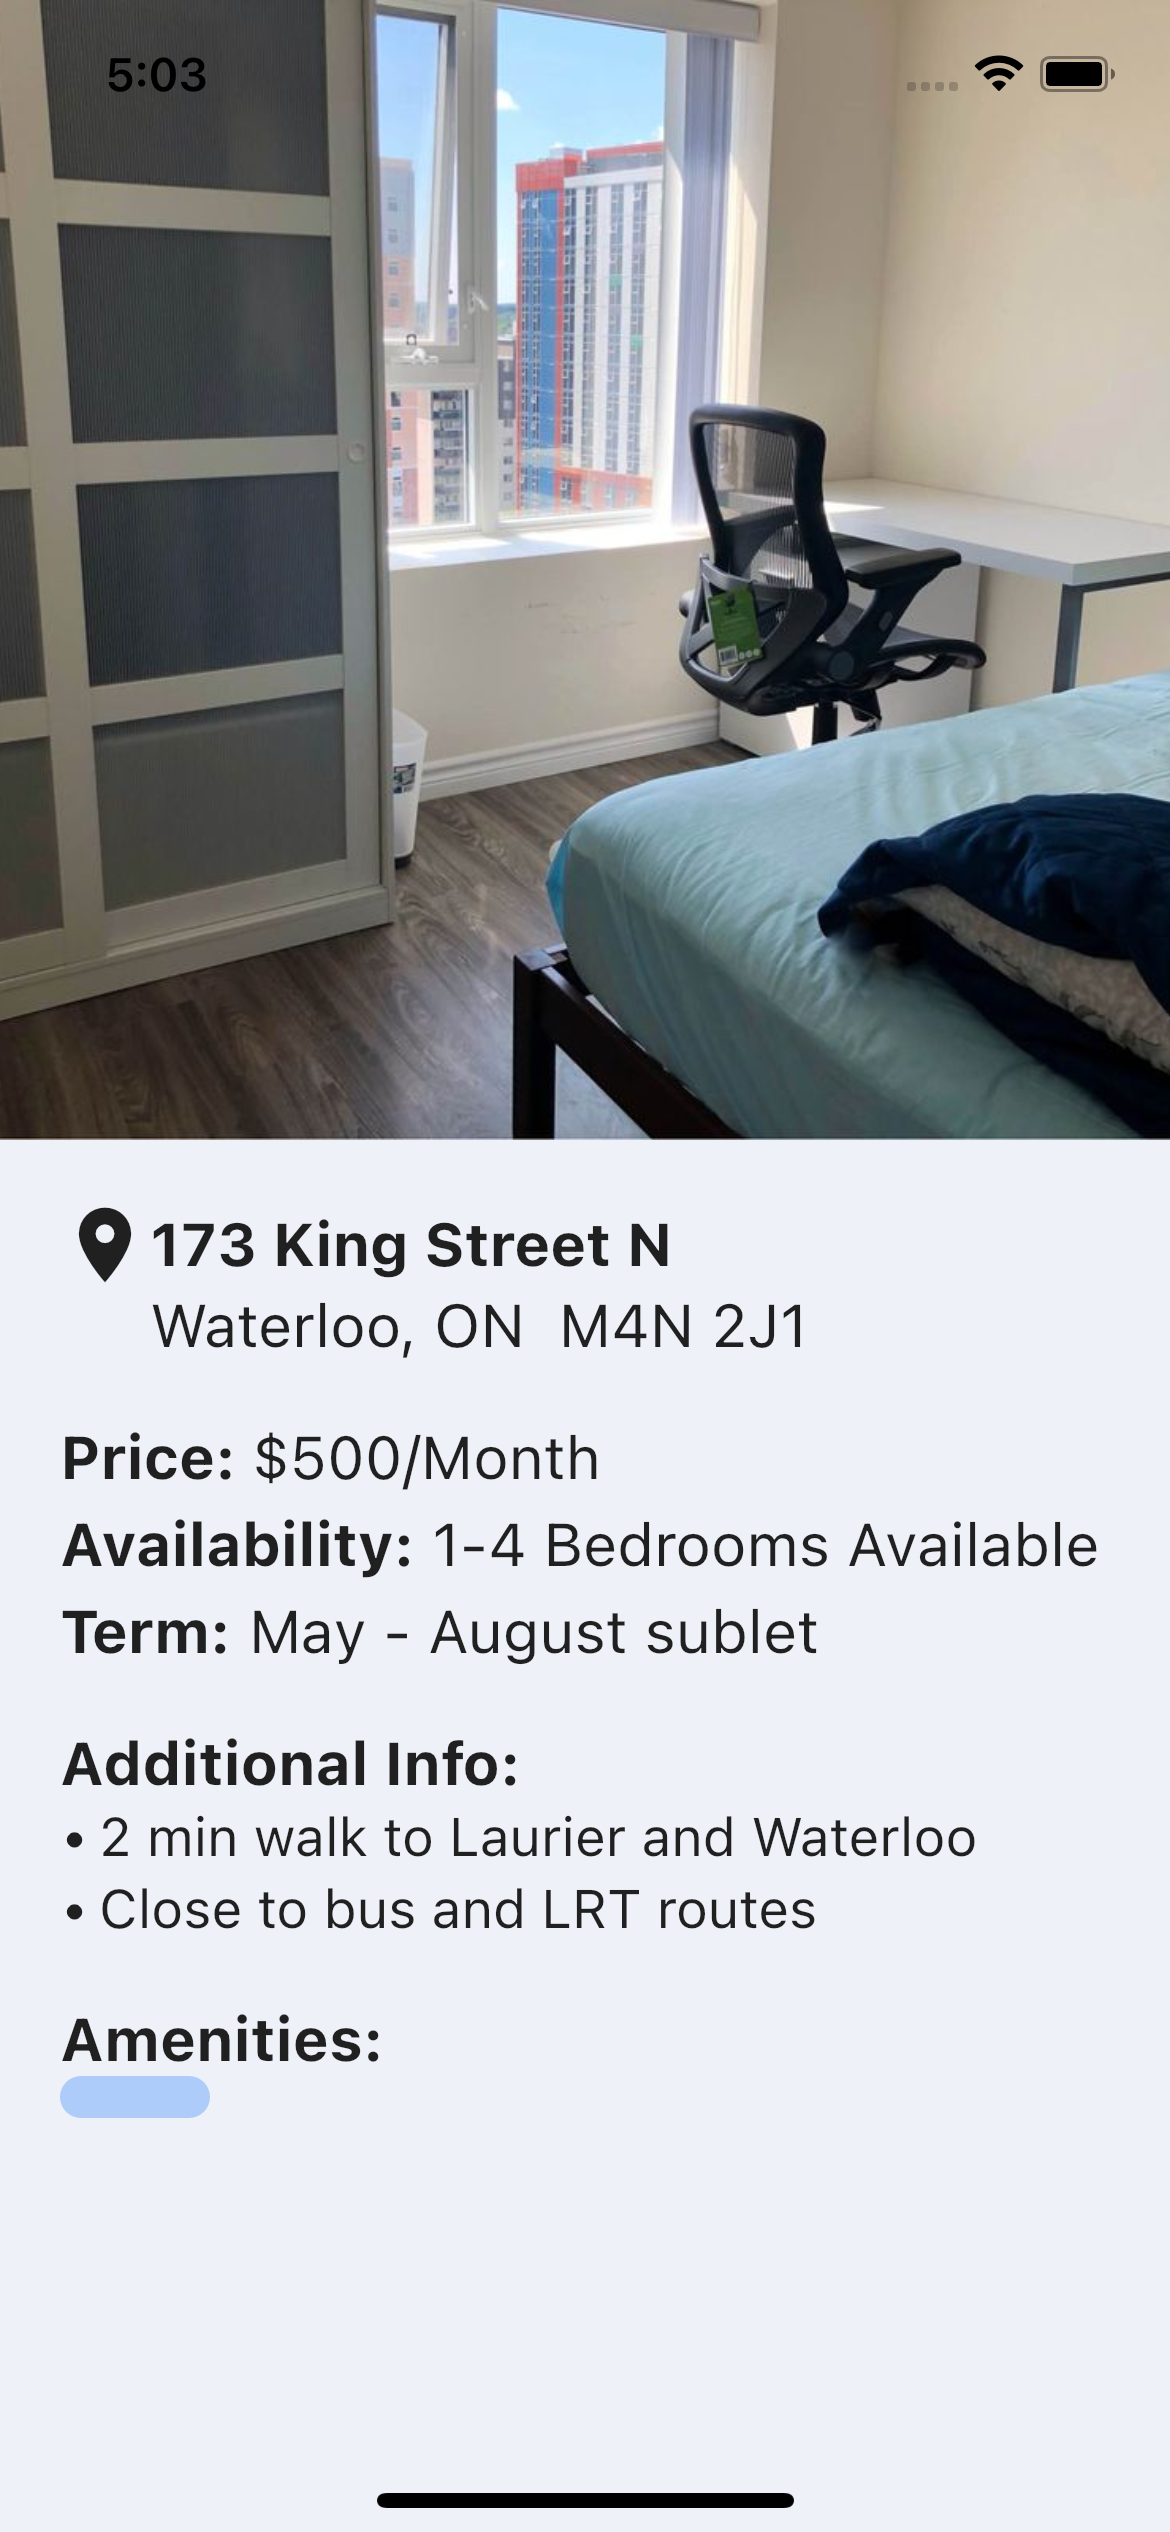 5:03
173 King Street N
Waterloo, ON  M4N 2J1
Price: $500/Month
Availability: 1-4 Bedrooms Available
Term: May - August sublet
Additional Info:
• 2 min walk to Laurier and Waterloo
• Close to bus and LRT routes
Amenities: